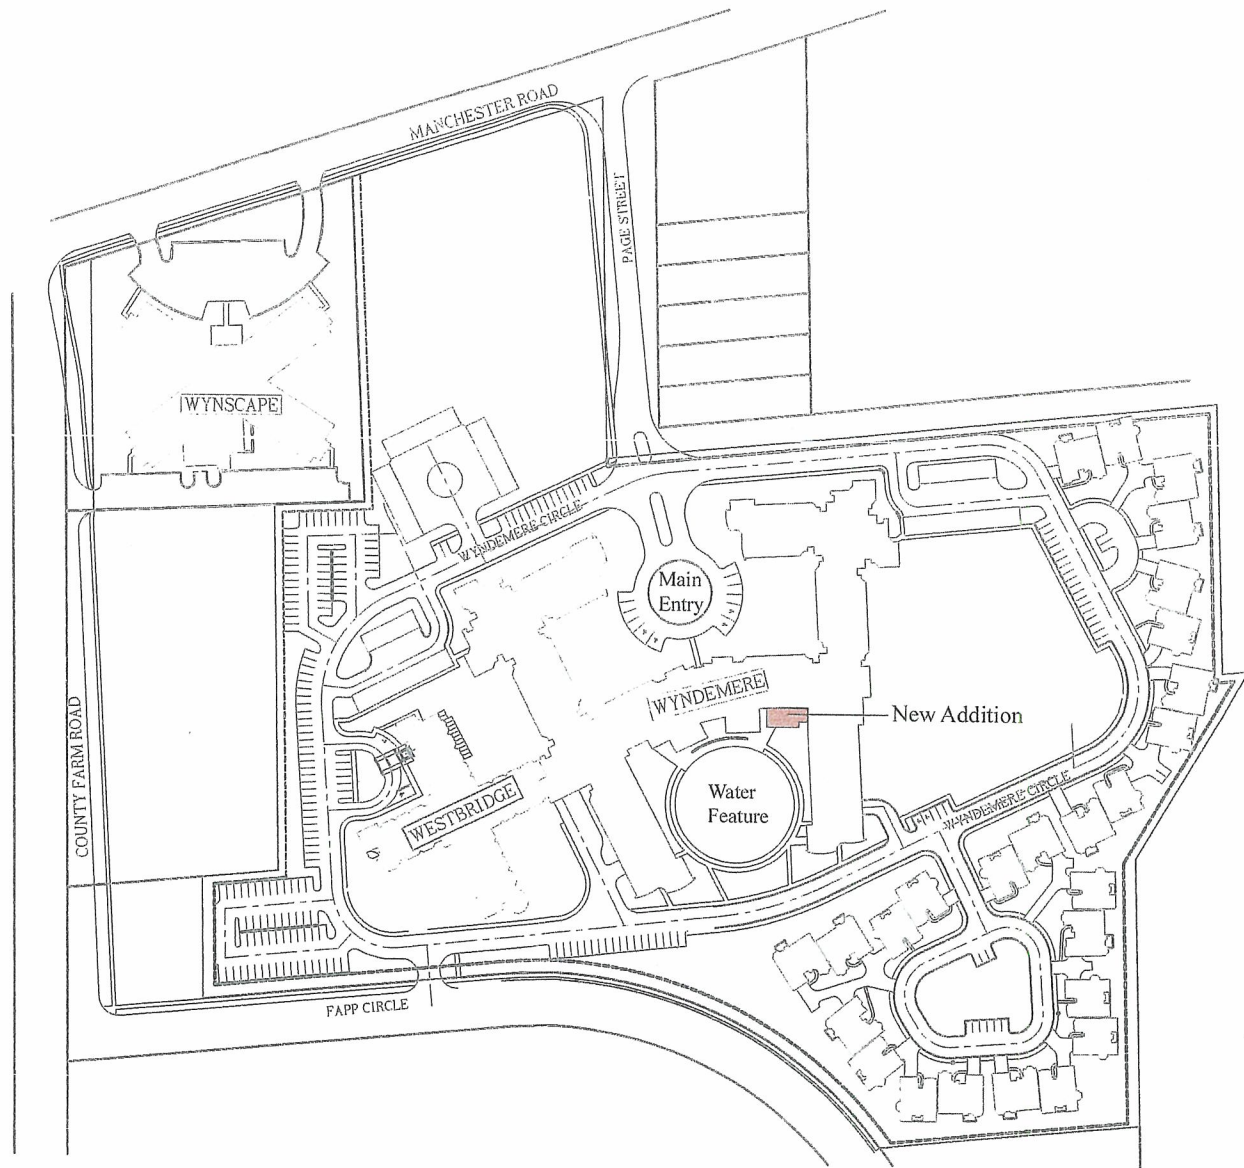 MANCHESTER ROAD
PAGE STREET
WYNSCAPE
WYNDEMERE CIRCLE
Main
Entry
WYNDEMERE
New Addition
COUNTY FARM ROAD
Water
Feature
WESTBRIDGE
WYNDEMERE CIRCLE
FAPP CIRCLE